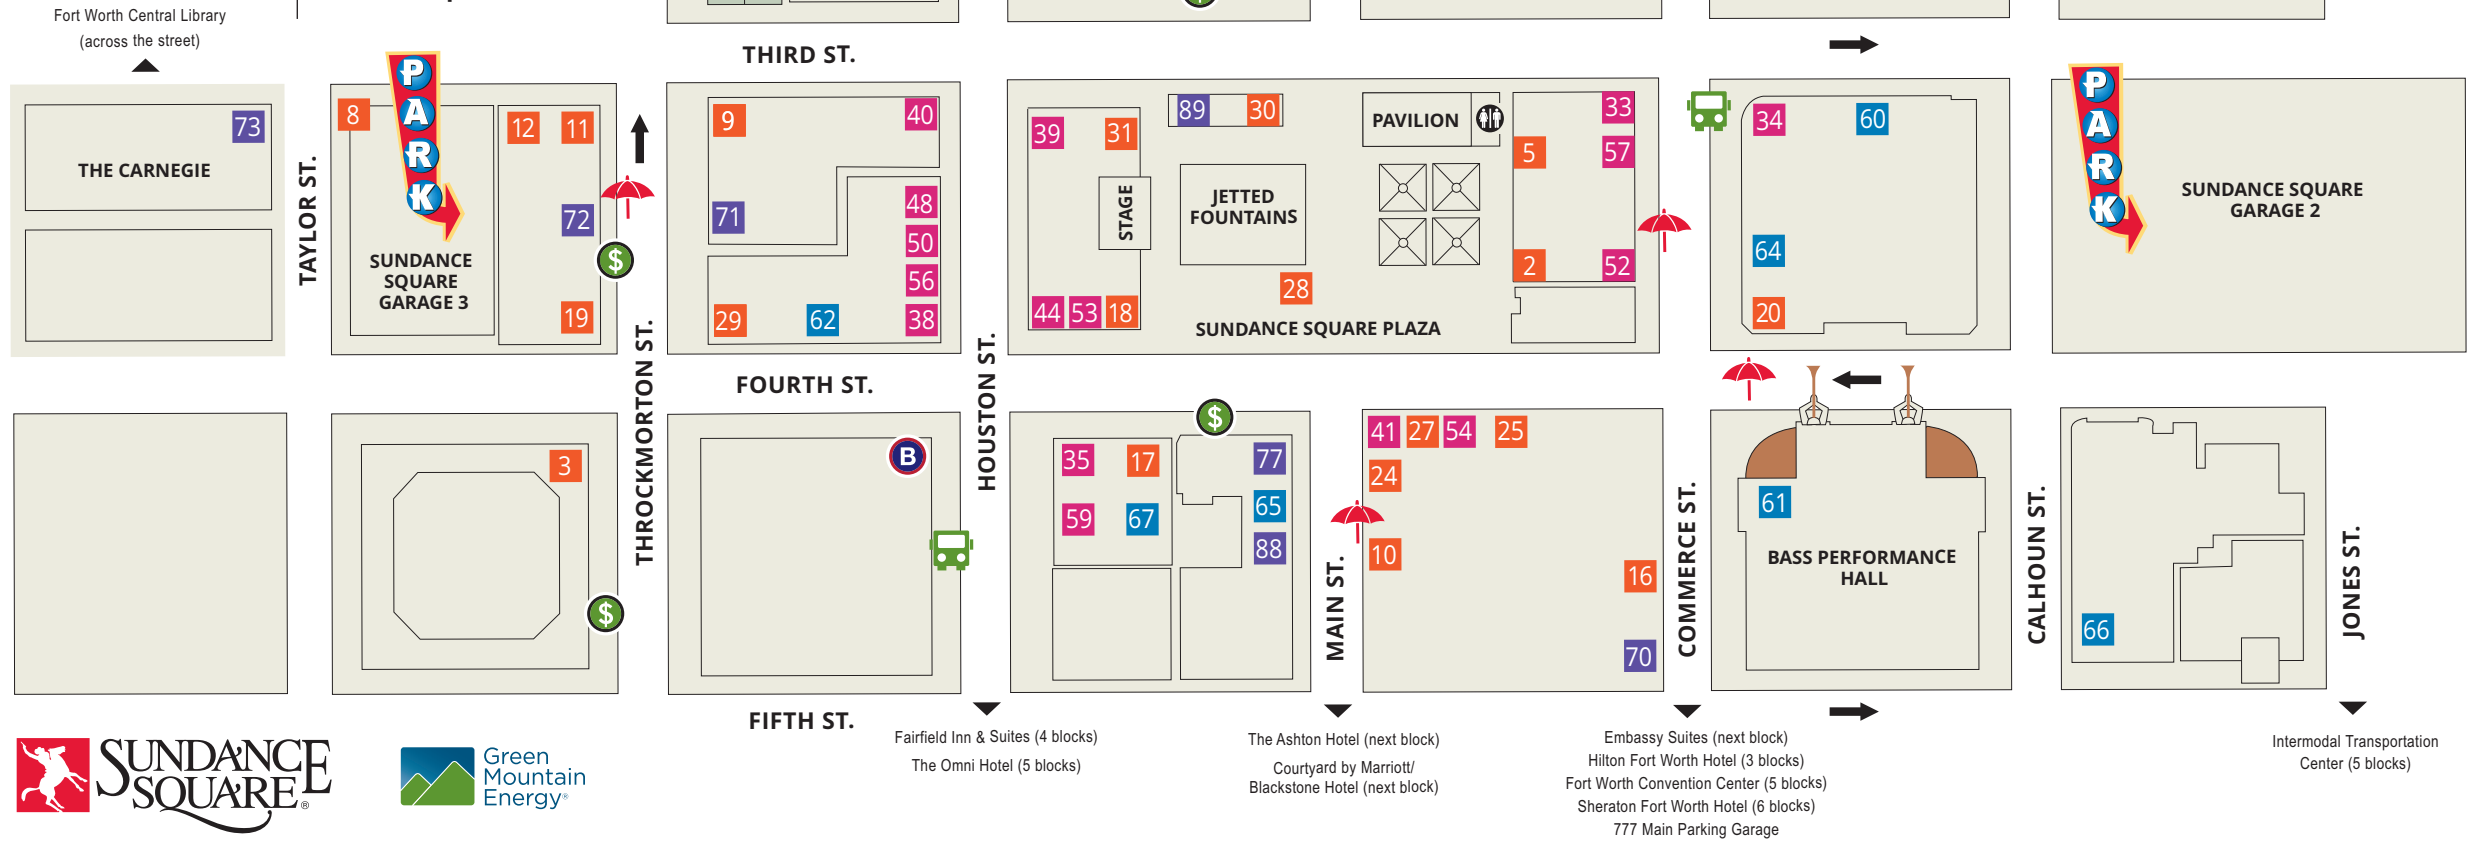 Fort Worth Central Library
(across the street)
THIRD ST.
73
THE CARNEGIE
TAYLOR ST.
8
PARK
12
11
72
19
SUNDANCE
SQUARE
GARAGE 3
$
THROCKMORTON ST.
9
40
71
48
50
56
38
29
62
HOUSTON ST.
39
31
STAGE
44
53
18
89
30
JETTED
FOUNTAINS
28
SUNDANCE SQUARE PLAZA
PAVILION
33
5
57
2
52
34
60
64
20
PARK
SUNDANCE SQUARE
GARAGE 2
FOURTH ST.
3
$
B
35
17
59
67
$
77
65
88
MAIN ST.
41
27
54
25
24
10
16
70
COMMERCE ST.
61
BASS PERFORMANCE
HALL
CALHOUN ST.
66
JONES ST.
FIFTH ST.
SUNDANCE
SQUARE®
Green
Mountain
Energy®
Fairfield Inn & Suites (4 blocks)
The Omni Hotel (5 blocks)
The Ashton Hotel (next block)
Courtyard by Marriott/
Blackstone Hotel (next block)
Embassy Suites (next block)
Hilton Fort Worth Hotel (3 blocks)
Fort Worth Convention Center (5 blocks)
Sheraton Fort Worth Hotel (6 blocks)
777 Main Parking Garage
Intermodal Transportation
Center (5 blocks)